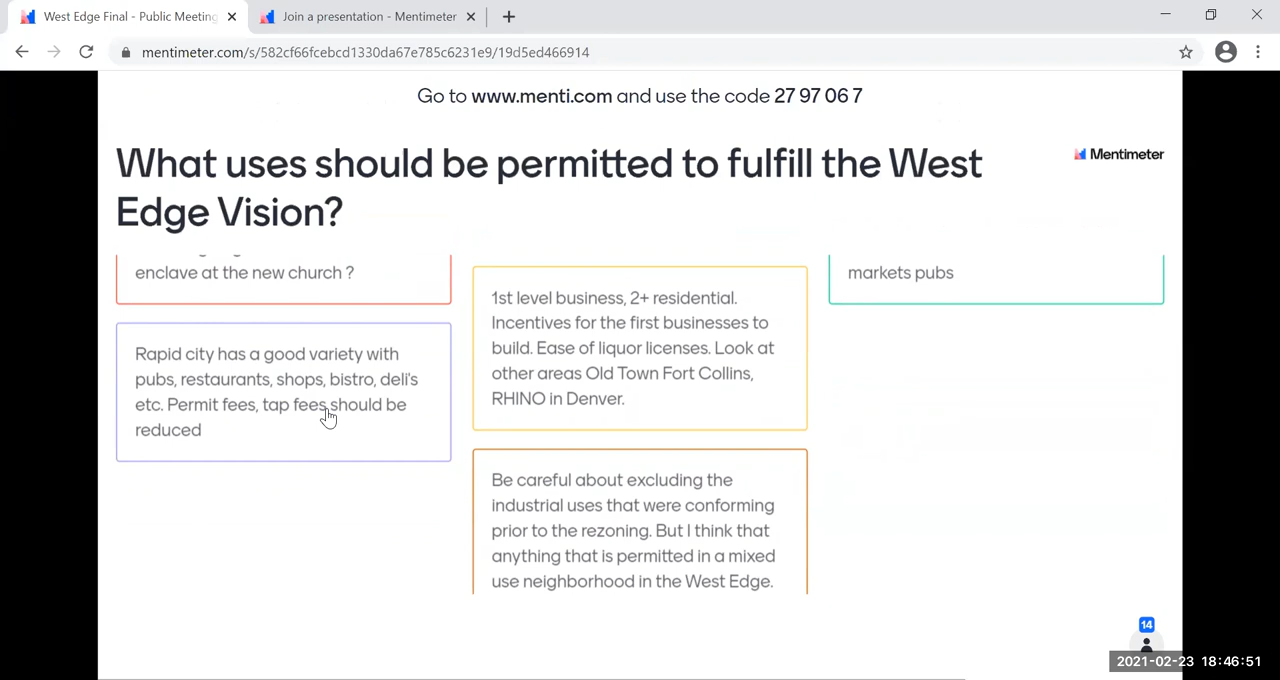 West Edge Final - Public Meeting
Join a presentation - Mentimeter
mentimeter.com/s/582cf66fcebcd1330da67e785c6231e9/19d5ed466914
Go to www.menti.com and use the code 27 97 06 7
What uses should be permitted to fulfill the West
Edge Vision?
Mentimeter
enclave at the new church ?
Rapid city has a good variety with
pubs, restaurants, shops, bistro, deli's
etc. Permit fees, tap fees should be
reduced
1st level business, 2+ residential.
Incentives for the first businesses to
build. Ease of liquor licenses. Look at
other areas Old Town Fort Collins,
RHINO in Denver.
Be careful about excluding the
industrial uses that were conforming
prior to the rezoning. But I think that
anything that is permitted in a mixed
use neighborhood in the West Edge.
markets pubs
14
2021-02-23 18:46:51